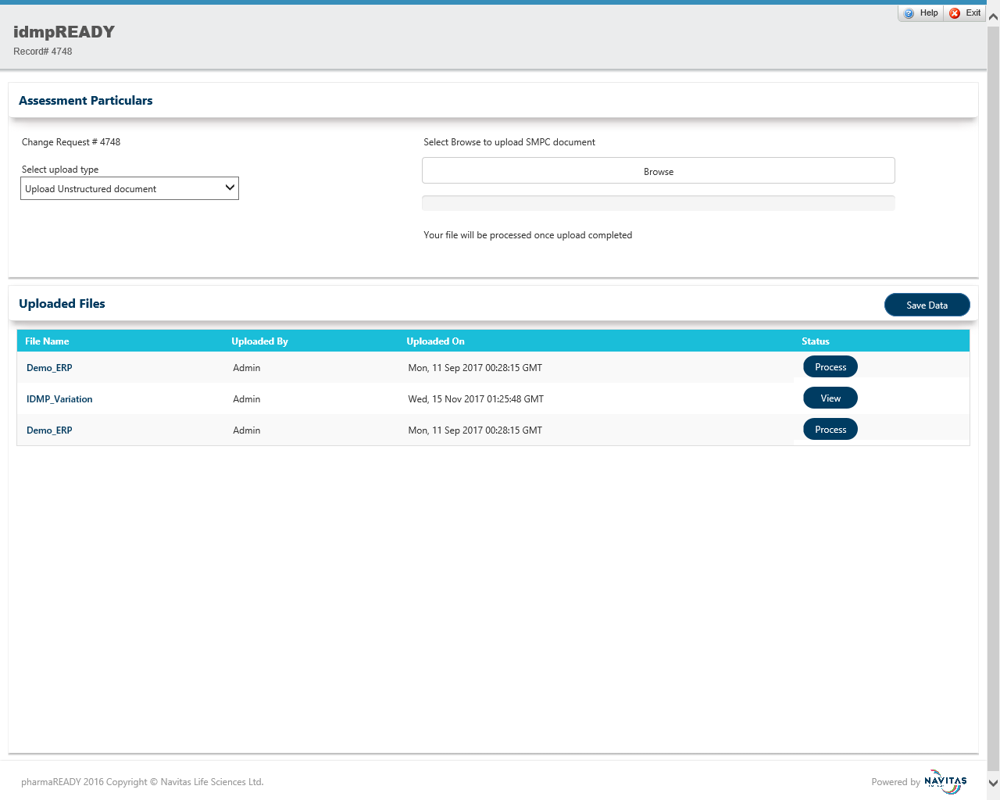 Help Exit
idmpREADY
Record# 4748
Assessment Particulars
Change Request # 4748
Select Browse to upload SMPC document
Select upload type
Browse
Upload Unstructured document
Your file will be processed once upload completed
Uploaded Files
Save Data
File Name Uploaded By Uploaded On Status
Demo_ERP Admin Mon, 11 Sep 2017 00:28:15 GMT Process
IDMP_Variation Admin Wed, 15 Nov 2017 01:25:48 GMT View
Demo_ERP Admin Mon, 11 Sep 2017 00:28:15 GMT Process
pharmaREADY 2016 Copyright © Navitas Life Sciences Ltd.
Powered by NAVITAS